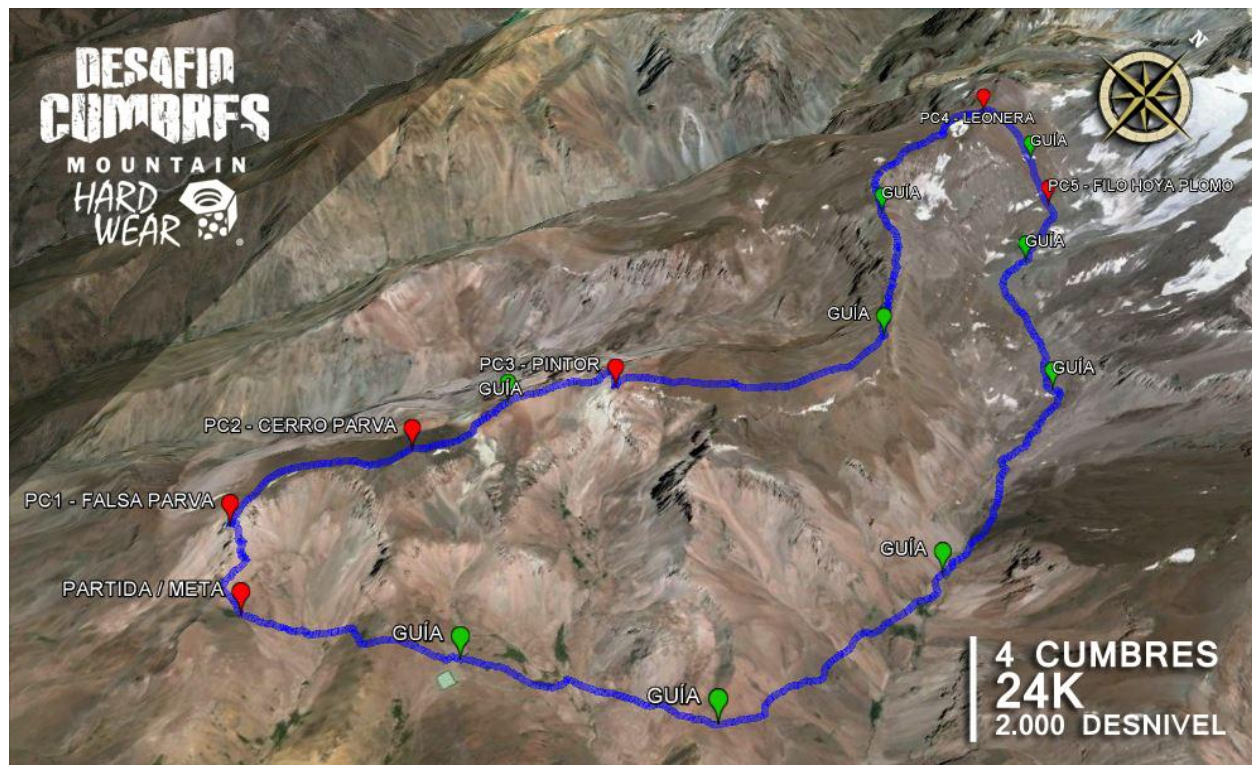 DESAFIO
CUMBRES
MOUNTAIN
HARD
WEAR
N
PC4 - LEONERA
GUÍA
PC5 - FILO HOYA PLOMO
GUÍA
GUÍA
GUÍA
PC3 - PINTOR
GUÍA
GUÍA
PC2 - CERRO PARVA
PC1 - FALSA PARVA
GUÍA
PARTIDA / META
GUÍA
GUÍA
4 CUMBRES
24K
2.000 DESNIVEL